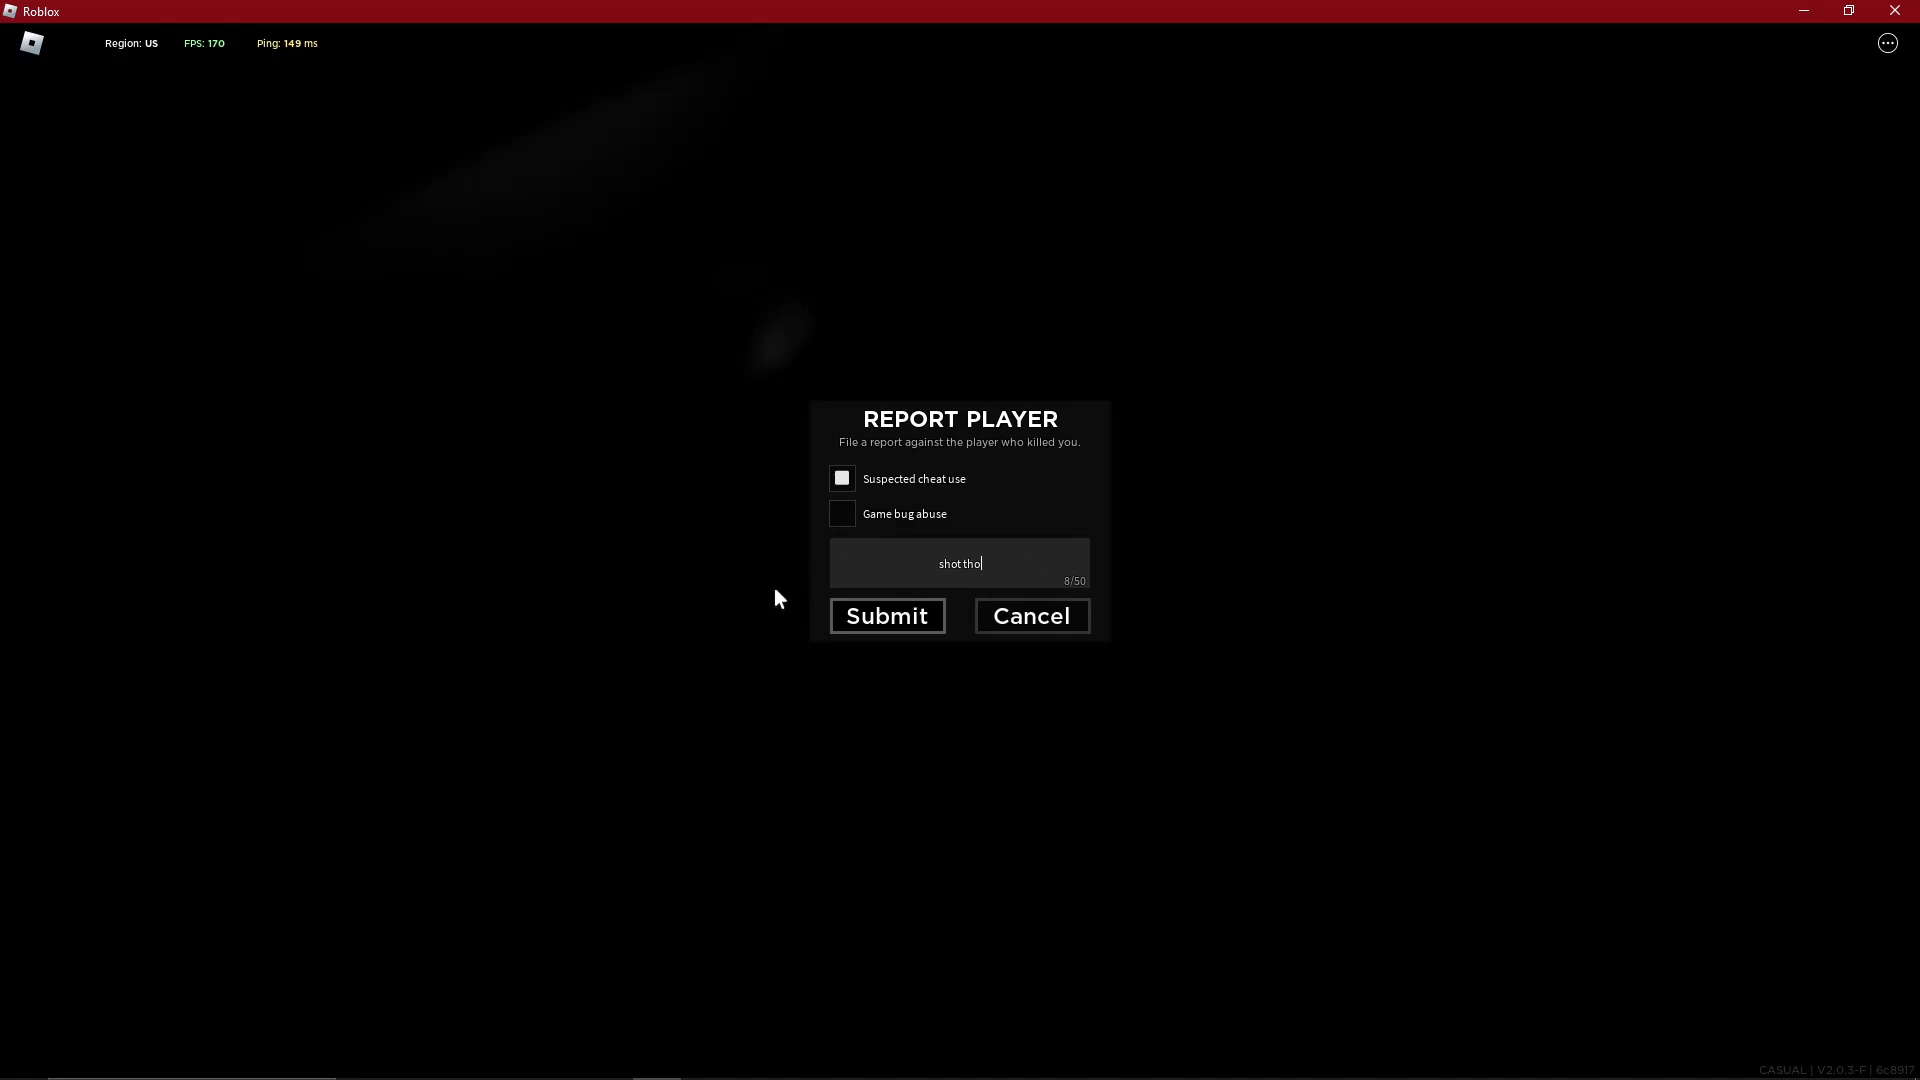 Roblox
Region: US FPS: 170 Ping: 149 ms
REPORT PLAYER
File a report against the player who killed you.
Suspected cheat use
Game bug abuse
shot tho
8/50
Submit Cancel
CASUAL | V2.0.3-F | 6c8917